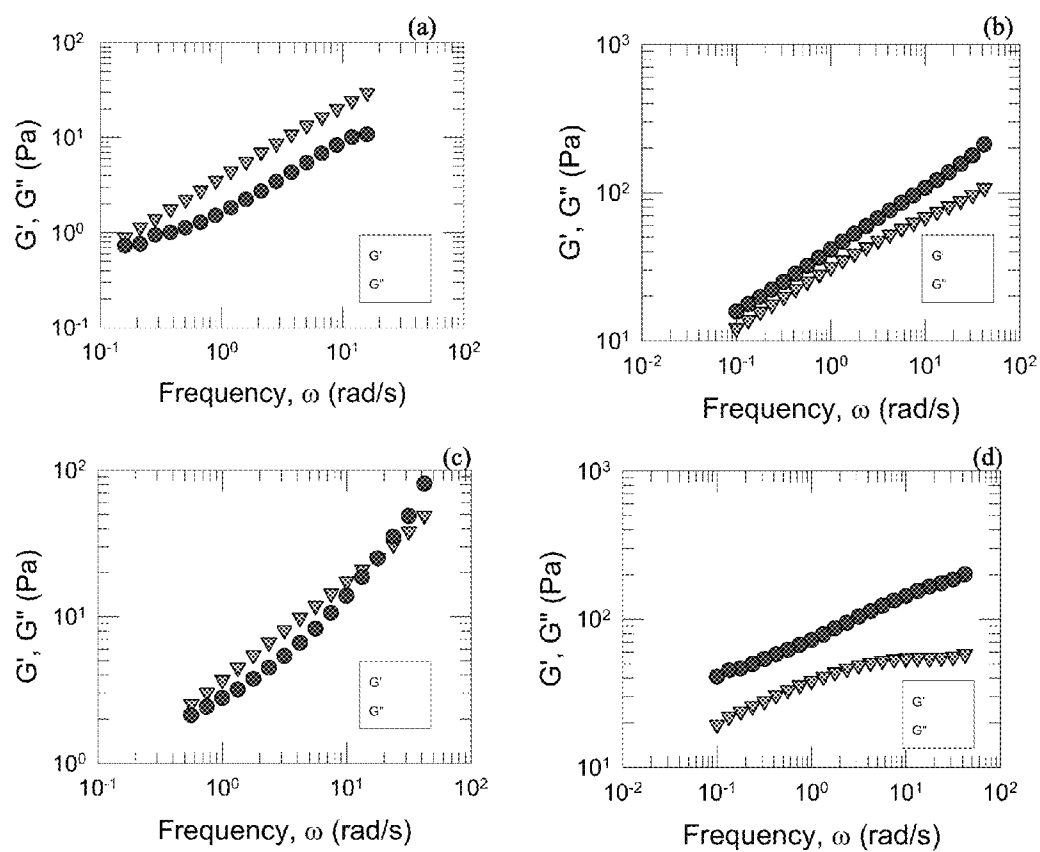 (a)
10²
10¹
10⁰
10⁻¹
G', G" (Pa)
G'
G"
10⁻¹ 10⁰ 10¹ 10²
Frequency, ω (rad/s)
(b)
10³
10²
10¹
G', G" (Pa)
G
G"
10⁻² 10⁻¹ 10⁰ 10¹ 10²
Frequency, ω (rad/s)
(c)
10²
10¹
10⁰
G', G" (Pa)
G'
G"
10⁻¹ 10⁰ 10¹ 10²
Frequency, ω (rad/s)
(d)
10³
10²
10¹
G', G" (Pa)
G'
G"
10⁻² 10⁻¹ 10⁰ 10¹ 10²
Frequency, ω (rad/s)